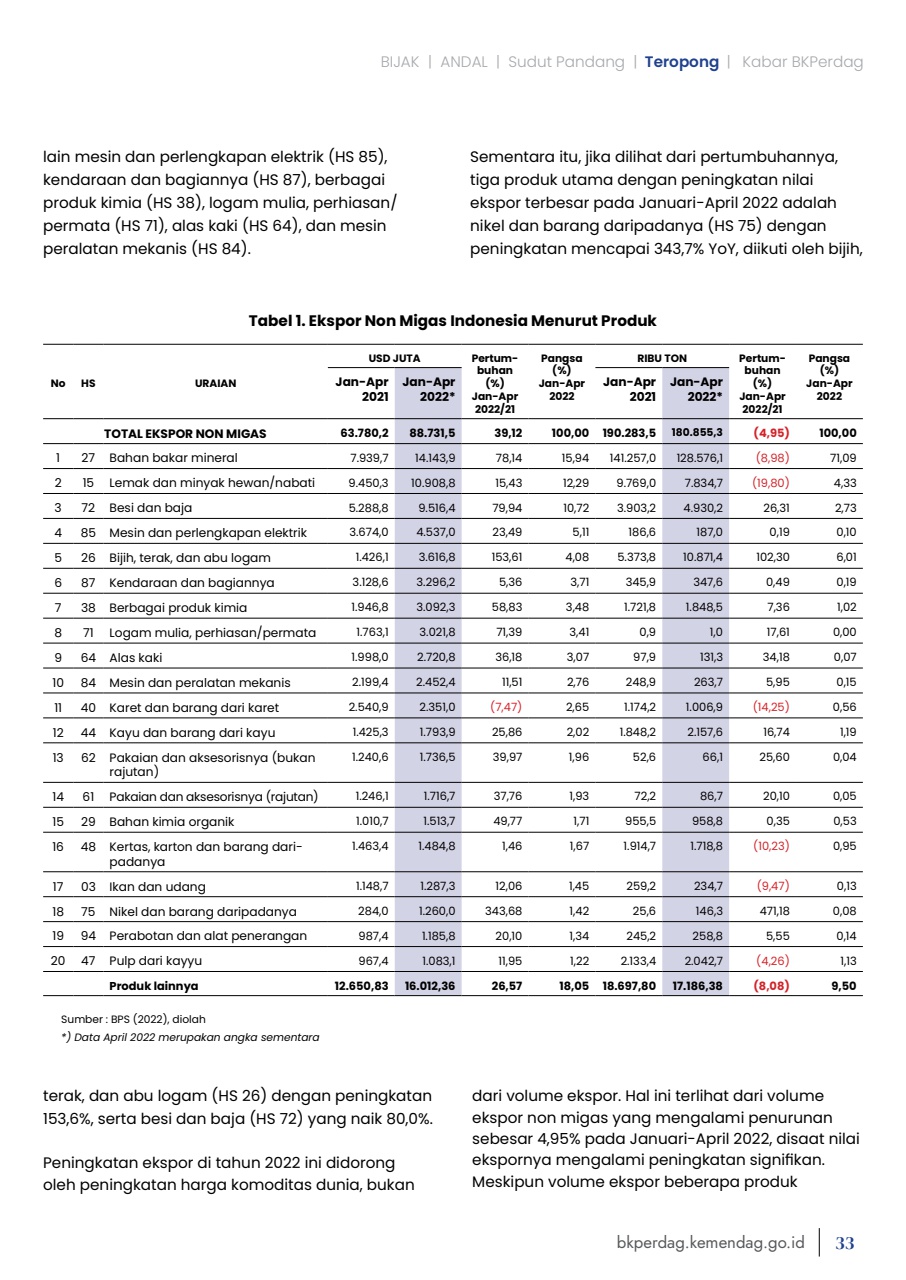 BIJAK | ANDAL | Sudut Pandang | Teropong | Kabar BKPerdag
lain mesin dan perlengkapan elektrik (HS 85),
kendaraan dan bagiannya (HS 87), berbagai
produk kimia (HS 38), logam mulia, perhiasan/
permata (HS 71), alas kaki (HS 64), dan mesin
peralatan mekanis (HS 84).
Sementara itu, jika dilihat dari pertumbuhannya,
tiga produk utama dengan peningkatan nilai
ekspor terbesar pada Januari-April 2022 adalah
nikel dan barang daripadanya (HS 75) dengan
peningkatan mencapai 343,7% YoY, diikuti oleh bijih,
Tabel 1. Ekspor Non Migas Indonesia Menurut Produk
No HS URAIAN USD JUTA Pertum- Pangsa RIBU TON Pertum- Pangsa
buhan (%) buhan (%)
Jan-Apr Jan-Apr (%) Jan-Apr Jan-Apr Jan-Apr (%) Jan-Apr
2021 2022* Jan-Apr 2022 2021 2022* Jan-Apr 2022
2022/21 2022/21
TOTAL EKSPOR NON MIGAS 63.780,2 88.731,5 39,12 100,00 190.283,5 180.855,3 (4,95) 100,00
1 27 Bahan bakar mineral 7.939,7 14.143,9 78,14 15,94 141.257,0 128.576,1 (8,98) 71,09
2 15 Lemak dan minyak hewan/nabati 9.450,3 10.908,8 15,43 12,29 9.769,0 7.834,7 (19,80) 4,33
3 72 Besi dan baja 5.288,8 9.516,4 79,94 10,72 3.903,2 4.930,2 26,31 2,73
4 85 Mesin dan perlengkapan elektrik 3.674,0 4.537,0 23,49 5,11 186,6 187,0 0,19 0,10
5 26 Bijih, terak, dan abu logam 1.426,1 3.616,8 153,61 4,08 5.373,8 10.871,4 102,30 6,01
6 87 Kendaraan dan bagiannya 3.128,6 3.296,2 5,36 3,71 345,9 347,6 0,49 0,19
7 38 Berbagai produk kimia 1.946,8 3.092,3 58,83 3,48 1.721,8 1.848,5 7,36 1,02
8 71 Logam mulia, perhiasan/permata 1.763,1 3.021,8 71,39 3,41 0,9 1,0 17,61 0,00
9 64 Alas kaki 1.998,0 2.720,8 36,18 3,07 97,9 131,3 34,18 0,07
10 84 Mesin dan peralatan mekanis 2.199,4 2.452,4 11,51 2,76 248,9 263,7 5,95 0,15
11 40 Karet dan barang dari karet 2.540,9 2.351,0 (7,47) 2,65 1.174,2 1.006,9 (14,25) 0,56
12 44 Kayu dan barang dari kayu 1.425,3 1.793,9 25,86 2,02 1.848,2 2.157,6 16,74 1,19
13 62 Pakaian dan aksesorisnya (bukan 1.240,6 1.736,5 39,97 1,96 52,6 66,1 25,60 0,04
rajutan)
14 61 Pakaian dan aksesorisnya (rajutan) 1.246,1 1.716,7 37,76 1,93 72,2 86,7 20,10 0,05
15 29 Bahan kimia organik 1.010,7 1.513,7 49,77 1,71 955,5 958,8 0,35 0,53
16 48 Kertas, karton dan barang dari- 1.463,4 1.484,8 1,46 1,67 1.914,7 1.718,8 (10,23) 0,95
padanya
17 03 Ikan dan udang 1.148,7 1.287,3 12,06 1,45 259,2 234,7 (9,47) 0,13
18 75 Nikel dan barang daripadanya 284,0 1.260,0 343,68 1,42 25,6 146,3 471,18 0,08
19 94 Perabotan dan alat penerangan 987,4 1.185,8 20,10 1,34 245,2 258,8 5,55 0,14
20 47 Pulp dari kayyu 967,4 1.083,1 11,95 1,22 2.133,4 2.042,7 (4,26) 1,13
Produk lainnya 12.650,83 16.012,36 26,57 18,05 18.697,80 17.186,38 (8,08) 9,50
Sumber : BPS (2022), diolah
*) Data April 2022 merupakan angka sementara
terak, dan abu logam (HS 26) dengan peningkatan
153,6%, serta besi dan baja (HS 72) yang naik 80,0%.
Peningkatan ekspor di tahun 2022 ini didorong
oleh peningkatan harga komoditas dunia, bukan
dari volume ekspor. Hal ini terlihat dari volume
ekspor non migas yang mengalami penurunan
sebesar 4,95% pada Januari-April 2022, disaat nilai
ekspornya mengalami peningkatan signifikan.
Meskipun volume ekspor beberapa produk
bkperdag.kemendag.go.id 33